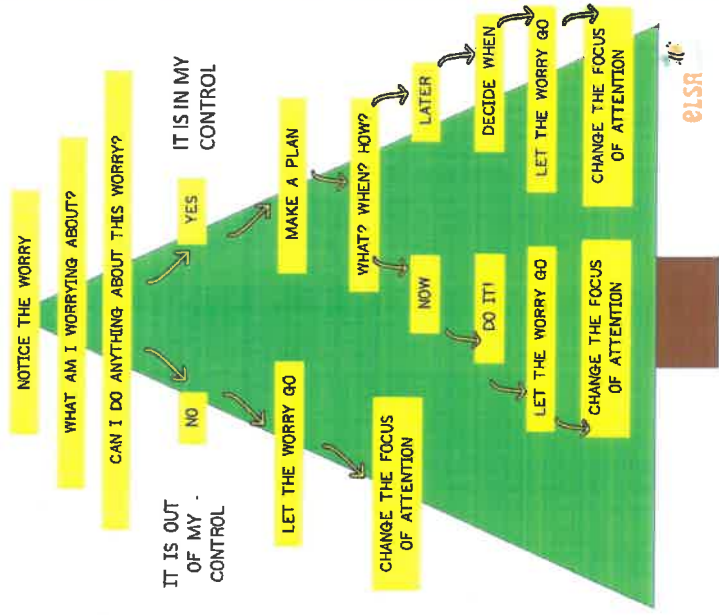 NOTICE THE WORRY
WHAT AM I WORRYING ABOUT?
CAN I DO ANYTHING ABOUT THIS WORRY?
NO
YES
IT IS OUT
OF MY -
CONTROL
IT IS IN MY
CONTROL
LET THE WORRY GO
MAKE A PLAN
CHANGE THE FOCUS
OF ATTENTION
WHAT? WHEN? HOW?
NOW
LATER
DO IT!
DECIDE WHEN
LET THE WORRY GO
LET THE WORRY GO
CHANGE THE FOCUS
OF ATTENTION
CHANGE THE FOCUS
OF ATTENTION
elsa